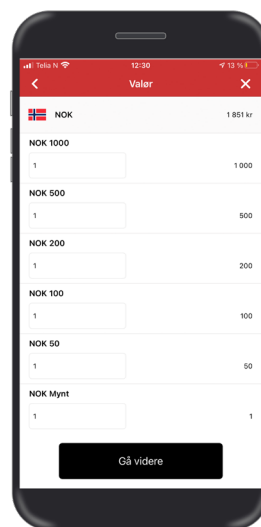 Telia N 12:30 13 %
Valør
NOK 1 851 kr
NOK 1000
1 1 000
NOK 500
1 500
NOK 200
1 200
NOK 100
1 100
NOK 50
1 50
NOK Mynt
1 1
Gå videre